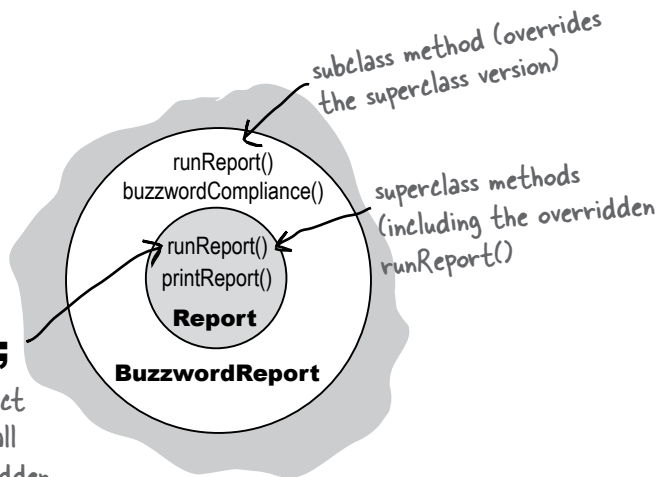 subclass method (overrides
the superclass version)
runReport()
buzzwordCompliance()
superclass methods
(including the overridden
runReport()
runReport()
printReport()
Report
;
BuzzwordReport